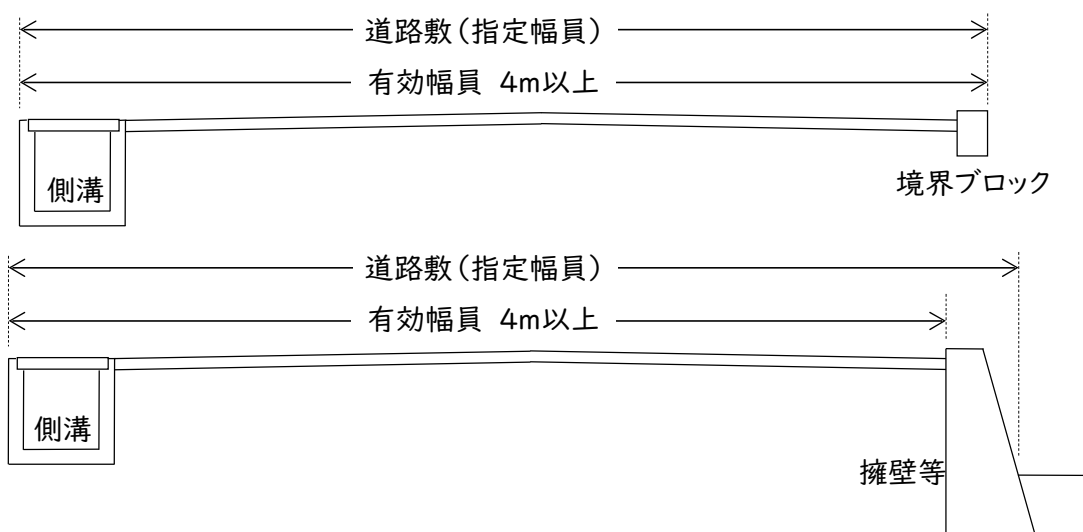 道路敷(指定幅員)
有効幅員 4m以上
側溝
境界ブロック
道路敷(指定幅員)
有効幅員 4m以上
側溝
擁壁等